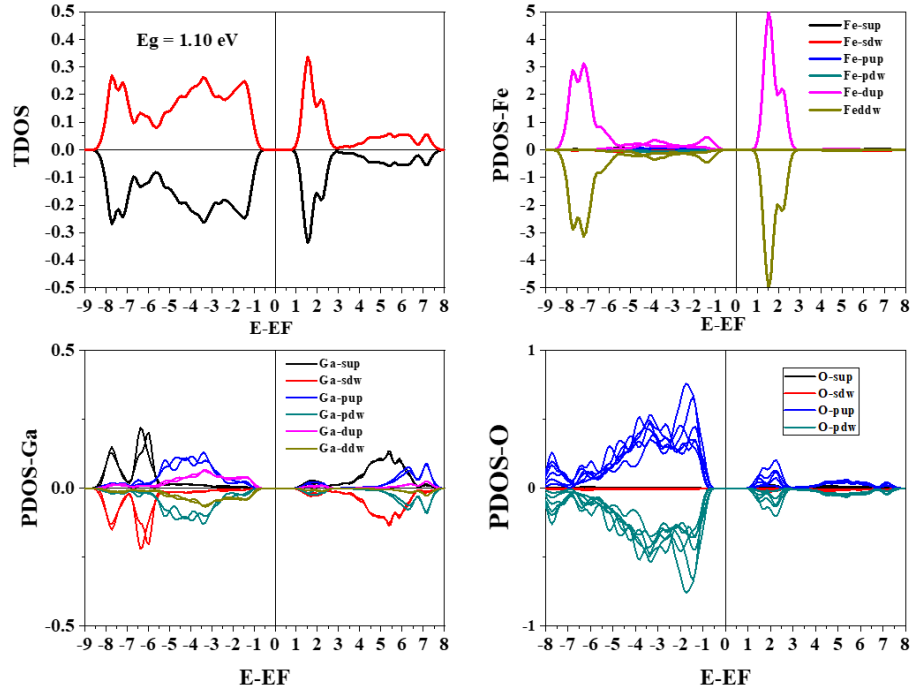 TDOS
Eg = 1.10 eV
0.5
0.4
0.3
0.2
0.1
0.0
-0.1
-0.2
0.3
0.4
0.5
-9 -8 -7 -6 -5 -4 -3 -2 -1 0 1 2 3 4 5 6 7 8
E-EF
PDOS-Fe
5
4
3
2
1
0
-1
-2
-3
-4
-5
Fe-sup
Fe-sdw
Fe-pup
Fe-pdw
Fe-dup
Feddw
-9 -8 -7 -6 -5 -4 -3 -2 -1 0 1 2 3 4 5 6 7 8
E-EF
PDOS-Ga
0.5
0.0
-0.5
Ga-sup
Ga-sdw
Ga-pup
Ga-pdw
Ga-dup
Ga-ddw
-9 -8 -7 -6 -5 -4 -3 -2 -1 0 1 2 3 4 5 6 7 8
E-EF
PDOS-O
1
0
-1
O-sup
O-sdw
O-pup
O-pdw
-8 -7 -6 -5 -4 -3 -2 -1 0 1 2 3 4 5 6 7 8
E-EF